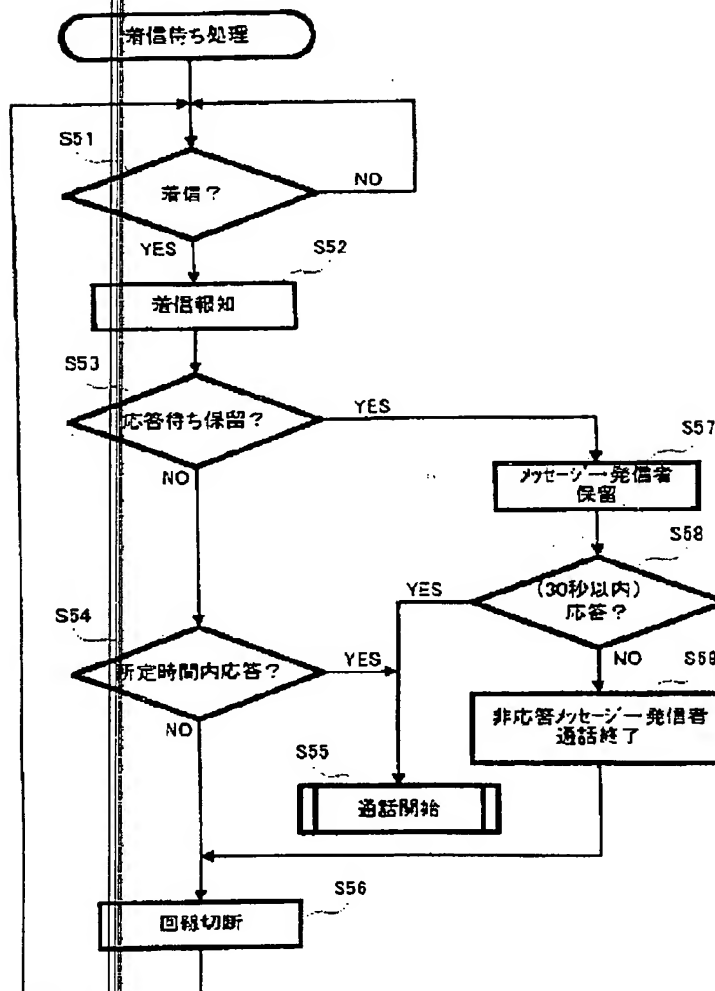 着信待ち処理
S51
着信？
NO
YES
S52
着信報知
S53
応答待ち保留？
YES
NO
S57
メッセージ→発信者
保留
S58
(30秒以内)
応答？
YES
NO
S54
所定時間内応答？
YES
NO
S59
非応答メッセージ→発信者
通話終了
S55
通話開始
S56
回線切断